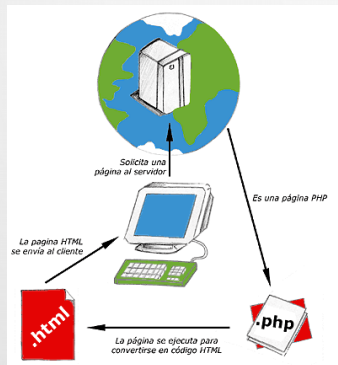 Solicita una
página al servidor
Es una página PHP
La pagina HTML
se envía al cliente
.html
.php
La página se ejecuta para
convertirse en código HTML